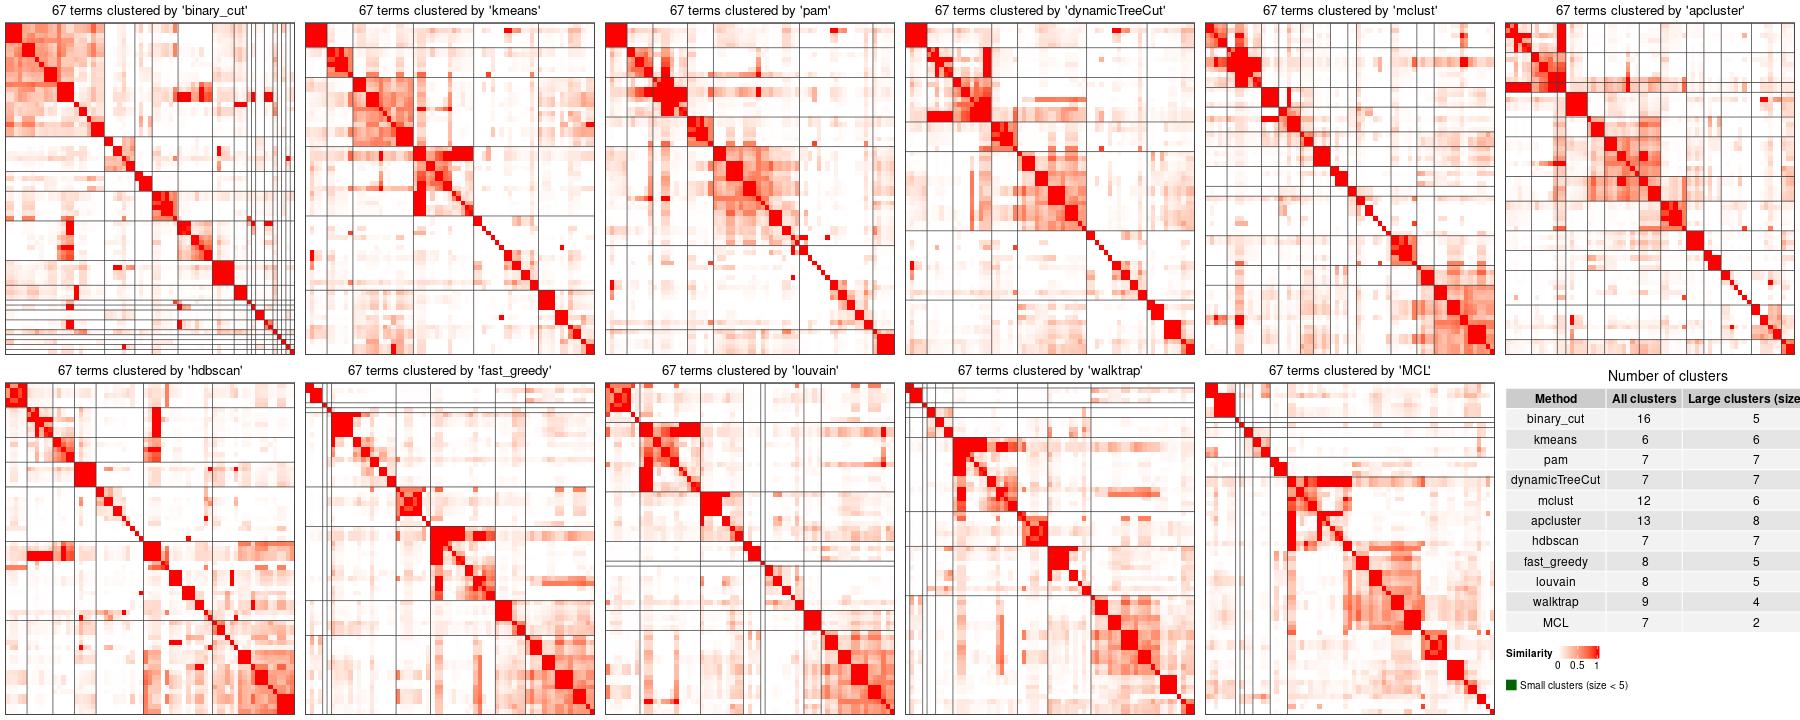 67 terms clustered by 'binary_cut'
67 terms clustered by 'kmeans'
67 terms clustered by 'pam'
67 terms clustered by 'dynamicTreeCut'
67 terms clustered by 'mclust'
67 terms clustered by 'apcluster'
67 terms clustered by 'hdbscan'
67 terms clustered by 'fast_greedy'
67 terms clustered by 'louvain'
67 terms clustered by 'walktrap'
67 terms clustered by 'MCL'
Number of clusters
Method All clusters Large clusters (size
binary_cut 16 5
kmeans 6 6
pam 7 7
dynamicTreeCut 7 7
mclust 12 6
apcluster 13 8
hdbscan 7 7
fast_greedy 8 5
louvain 8 5
walktrap 9 4
MCL 7 2
Similarity
0 0.5 1
Small clusters (size < 5)